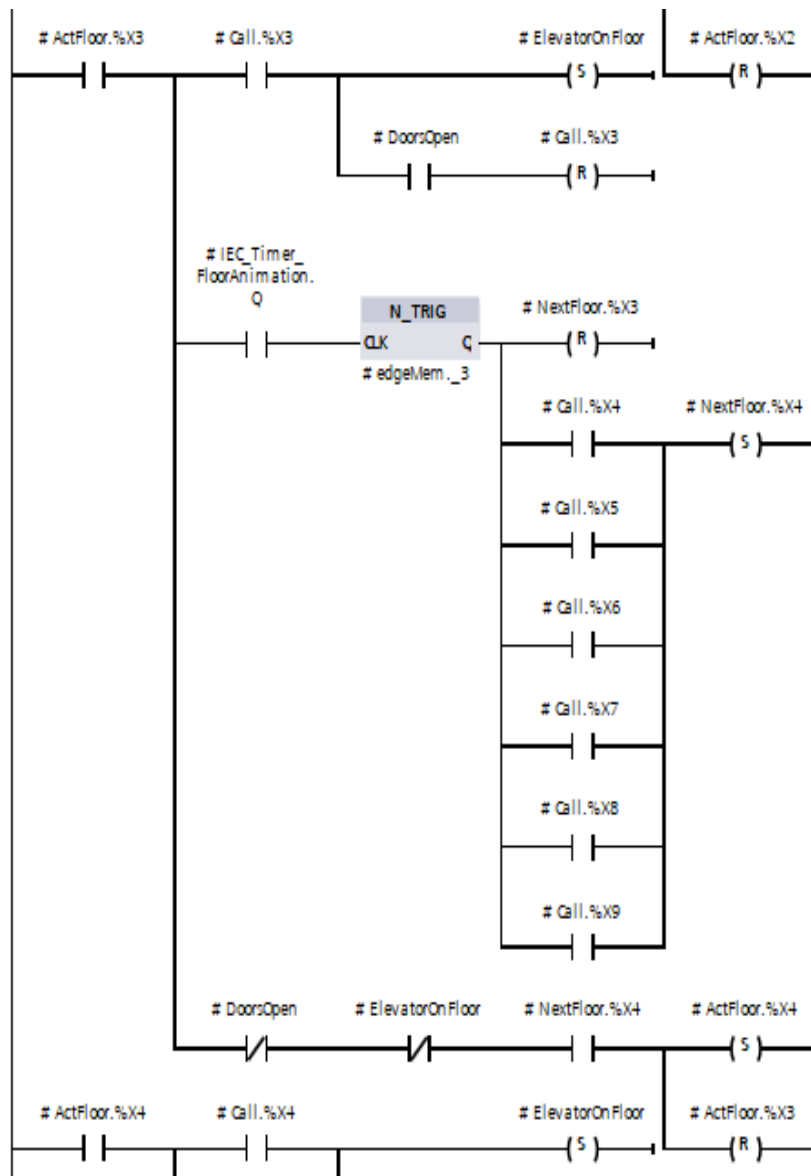 # ActFloor.%X3 # Call.%X3 # ElevatorOnFloor # ActFloor.%X2
S R
# DoorsOpen # Call.%X3
R
# IEC_Timer_
FloorAnimation.
Q
N_TRIG # NextFloor.%X3
CLK Q R
# edgeMem._3
# Call.%X4 # NextFloor.%X4
S
# Call.%X5
# Call.%X6
# Call.%X7
# Call.%X8
# Call.%X9
# DoorsOpen # ElevatorOnFloor # NextFloor.%X4 # ActFloor.%X4
S
# ActFloor.%X4 # Call.%X4 # ElevatorOnFloor # ActFloor.%X3
S R